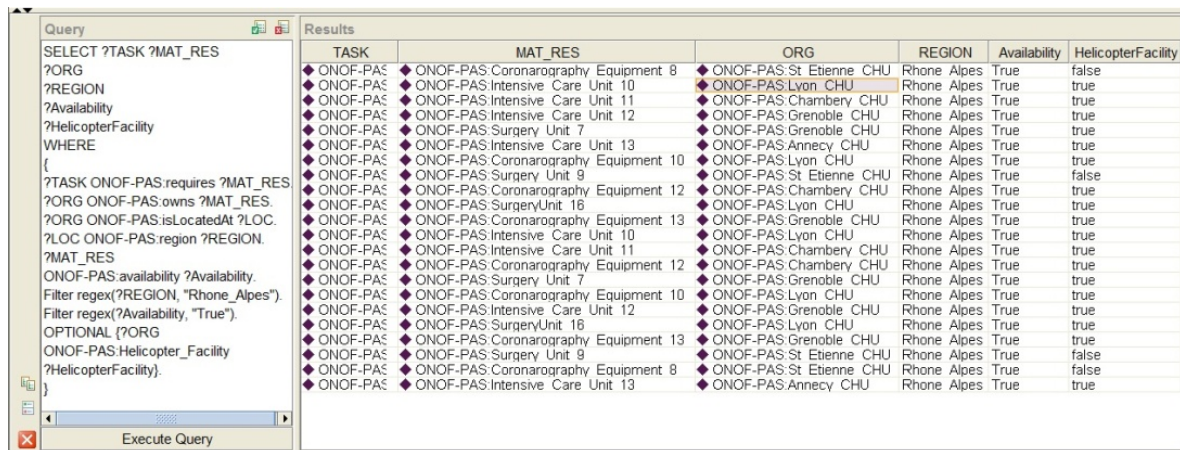 Query
SELECT ?TASK ?MAT_RES
?ORG
?REGION
?Availability
?HelicopterFacility
WHERE
{
?TASK ONOF-PAS:requires ?MAT_RES.
?ORG ONOF-PAS:owns ?MAT_RES.
?ORG ONOF-PAS:isLocatedAt ?LOC.
?LOC ONOF-PAS:region ?REGION.
?MAT_RES
ONOF-PAS:availability ?Availability.
Filter regex(?REGION, "Rhone_Alpes").
Filter regex(?Availability, "True").
OPTIONAL {?ORG
ONOF-PAS:Helicopter_Facility
?HelicopterFacility}.
}
Execute Query
Results
TASK MAT_RES ORG REGION Availability HelicopterFacility
ONOF-PAS ONOF-PAS:Coronarography Equipment 8 ONOF-PAS:St Etienne CHU Rhone Alpes True false
ONOF-PAS ONOF-PAS:Intensive Care Unit 10 ONOF-PAS:Lyon CHU Rhone Alpes True true
ONOF-PAS ONOF-PAS:Intensive Care Unit 11 ONOF-PAS:Chambery CHU Rhone Alpes True true
ONOF-PAS ONOF-PAS:Intensive Care Unit 12 ONOF-PAS:Grenoble CHU Rhone Alpes True true
ONOF-PAS ONOF-PAS:Surgery Unit 7 ONOF-PAS:Grenoble CHU Rhone Alpes True true
ONOF-PAS ONOF-PAS:Intensive Care Unit 13 ONOF-PAS:Annecy CHU Rhone Alpes True true
ONOF-PAS ONOF-PAS:Coronarography Equipment 10 ONOF-PAS:Lyon CHU Rhone Alpes True true
ONOF-PAS ONOF-PAS:Surgery Unit 9 ONOF-PAS:St Etienne CHU Rhone Alpes True false
ONOF-PAS ONOF-PAS:Coronarography Equipment 12 ONOF-PAS:Chambery CHU Rhone Alpes True true
ONOF-PAS ONOF-PAS:SurgeryUnit 16 ONOF-PAS:Lyon CHU Rhone Alpes True true
ONOF-PAS ONOF-PAS:Coronarography Equipment 13 ONOF-PAS:Grenoble CHU Rhone Alpes True true
ONOF-PAS ONOF-PAS:Intensive Care Unit 10 ONOF-PAS:Lyon CHU Rhone Alpes True true
ONOF-PAS ONOF-PAS:Intensive Care Unit 11 ONOF-PAS:Chambery CHU Rhone Alpes True true
ONOF-PAS ONOF-PAS:Coronarography Equipment 12 ONOF-PAS:Chambery CHU Rhone Alpes True true
ONOF-PAS ONOF-PAS:Surgery Unit 7 ONOF-PAS:Grenoble CHU Rhone Alpes True true
ONOF-PAS ONOF-PAS:Coronarography Equipment 10 ONOF-PAS:Lyon CHU Rhone Alpes True true
ONOF-PAS ONOF-PAS:Intensive Care Unit 12 ONOF-PAS:Grenoble CHU Rhone Alpes True true
ONOF-PAS ONOF-PAS:SurgeryUnit 16 ONOF-PAS:Lyon CHU Rhone Alpes True true
ONOF-PAS ONOF-PAS:Coronarography Equipment 13 ONOF-PAS:Grenoble CHU Rhone Alpes True true
ONOF-PAS ONOF-PAS:Surgery Unit 9 ONOF-PAS:St Etienne CHU Rhone Alpes True false
ONOF-PAS ONOF-PAS:Coronarography Equipment 8 ONOF-PAS:St Etienne CHU Rhone Alpes True false
ONOF-PAS ONOF-PAS:Intensive Care Unit 13 ONOF-PAS:Annecy CHU Rhone Alpes True true